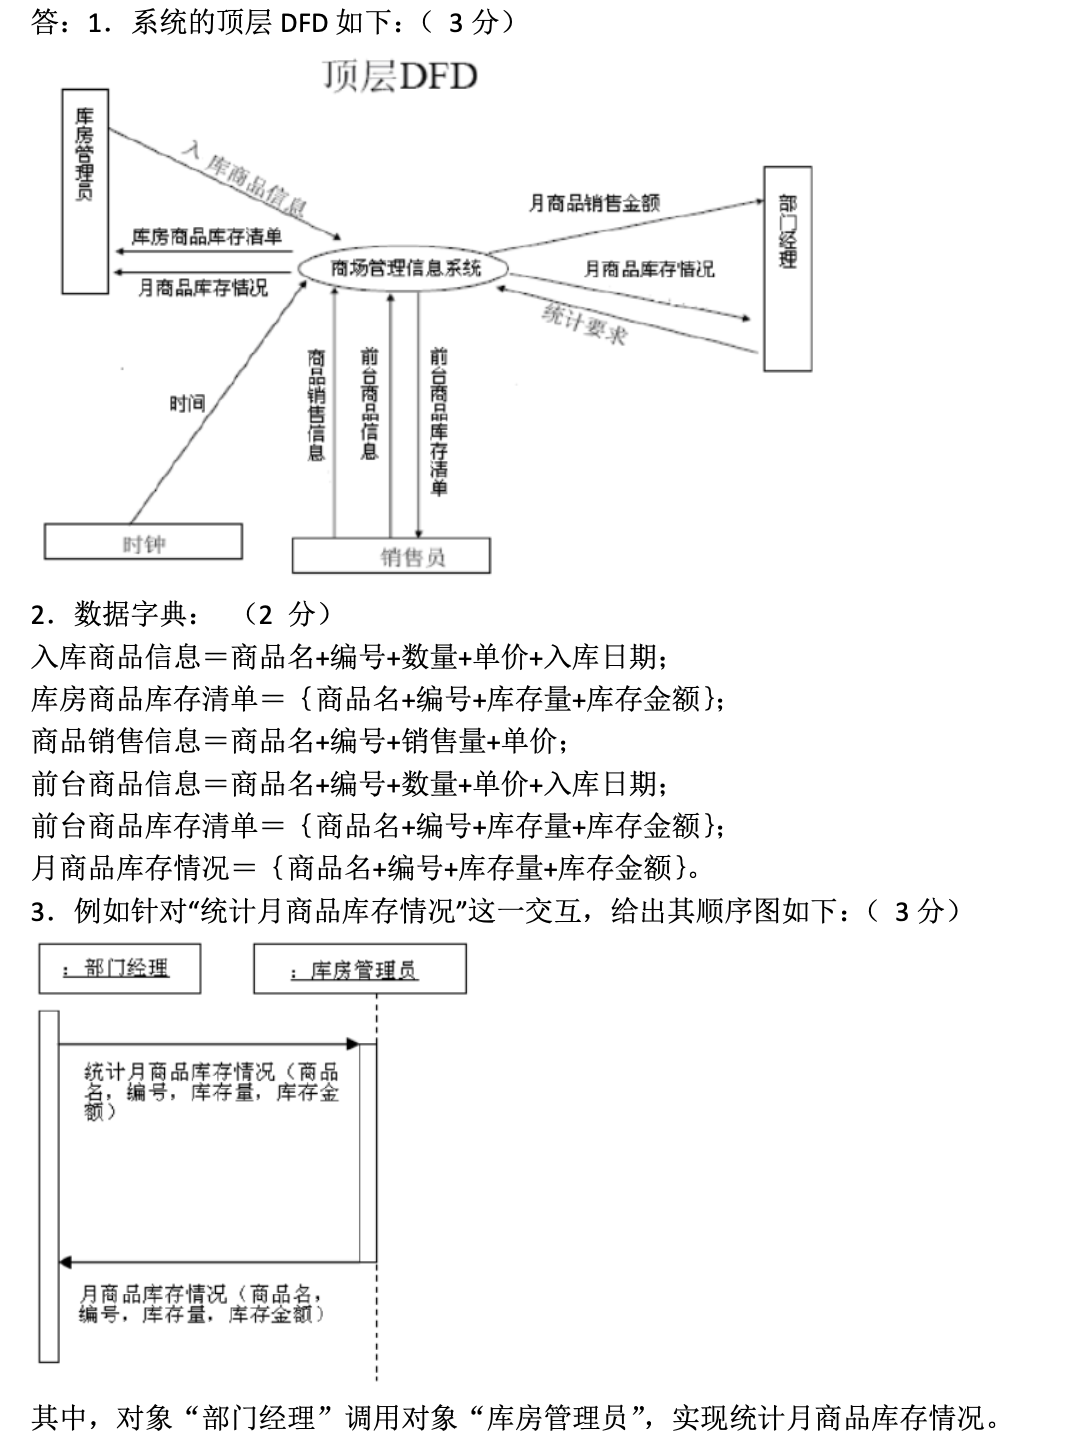 答：1．系统的顶层 DFD 如下：（ 3 分）
顶层DFD
库房管理员
入库商品信息
库房商品库存清单
月商品库存情况
商场管理信息系统
月商品销售金额
月商品库存情况
统计要求
部门经理
时间
商品销售信息
前台商品信息
前台商品库存清单
时钟
销售员
2．数据字典： （2 分）
入库商品信息＝商品名+编号+数量+单价+入库日期；
库房商品库存清单＝｛商品名+编号+库存量+库存金额｝；
商品销售信息＝商品名+编号+销售量+单价；
前台商品信息＝商品名+编号+数量+单价+入库日期；
前台商品库存清单＝｛商品名+编号+库存量+库存金额｝；
月商品库存情况＝｛商品名+编号+库存量+库存金额｝。
3．例如针对“统计月商品库存情况”这一交互，给出其顺序图如下：（ 3 分）
：部门经理
：库房管理员
统计月商品库存情况（商品
名，编号，库存量，库存金
额）
月商品库存情况（商品名，
编号，库存量，库存金额）
其中，对象“部门经理”调用对象“库房管理员”，实现统计月商品库存情况。